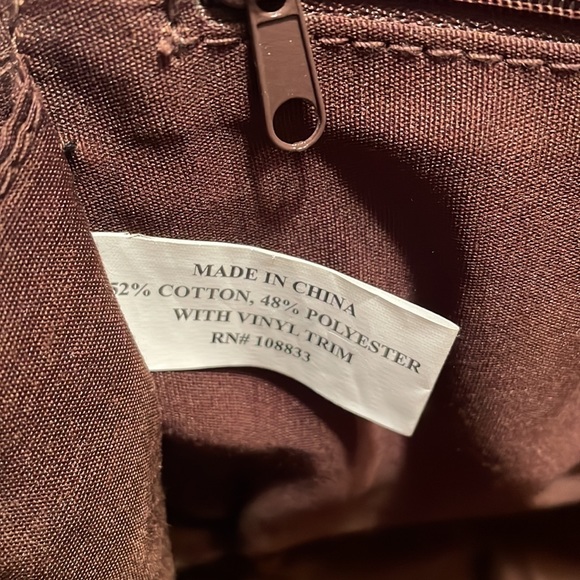 MADE IN CHINA
52% COTTON, 48% POLYESTER
WITH VINYL TRIM
RN# 108833